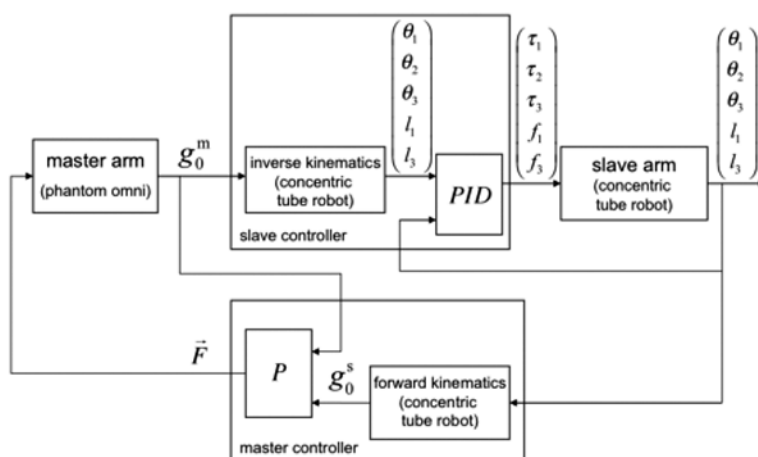 master arm
(phantom omni)
g₀ᵐ
inverse kinematics
(concentric
tube robot)
θ₁
θ₂
θ₃
l₁
l₃
PID
slave controller
τ₁
τ₂
τ₃
f₁
f₃
slave arm
(concentric
tube robot)
θ₁
θ₂
θ₃
l₁
l₃
F⃗
P
g₀ˢ
forward kinematics
(concentric
tube robot)
master controller